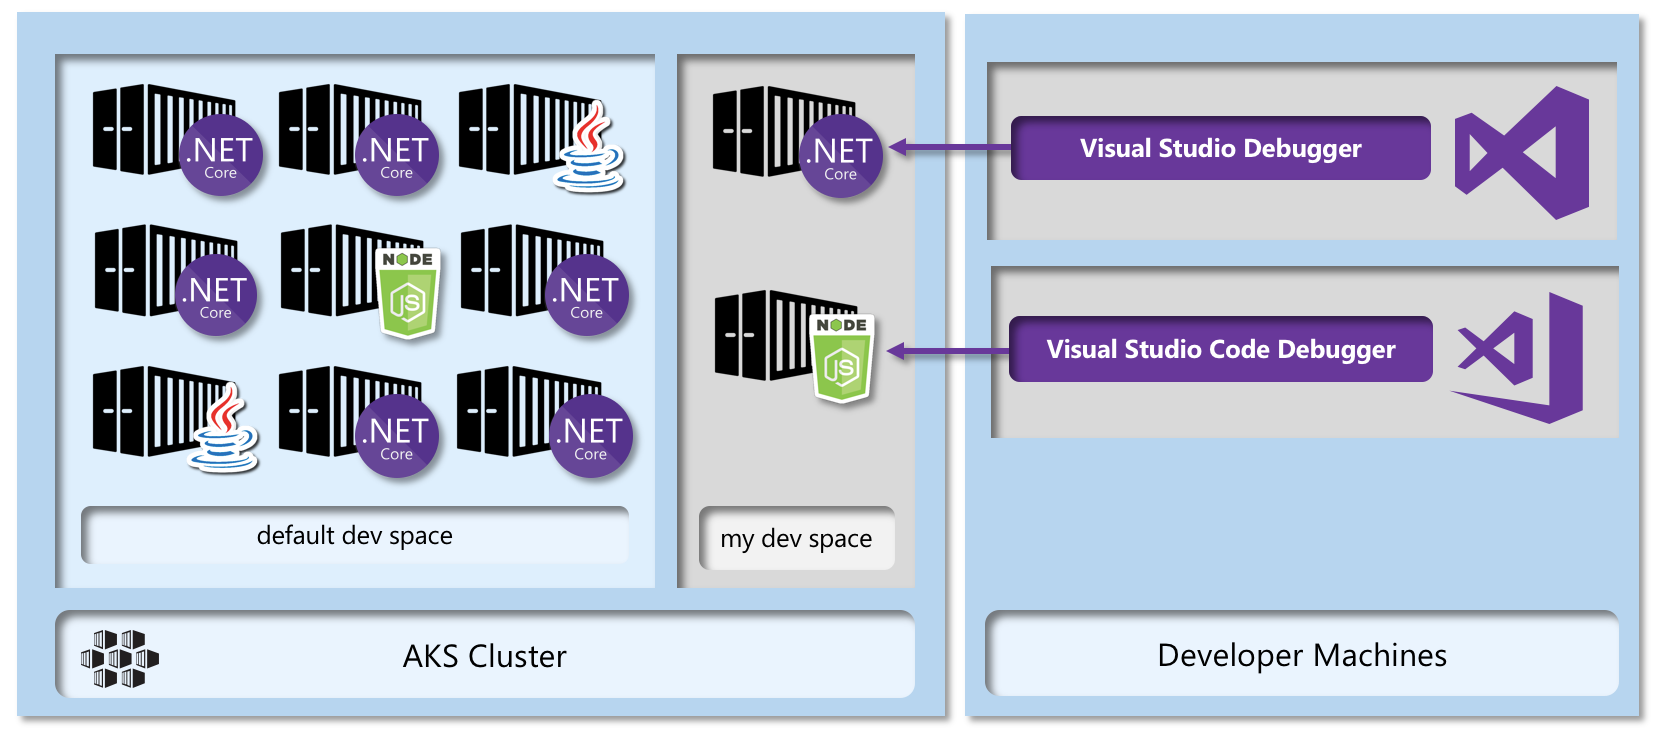 .NET
Core
.NET
Core
.NET
Core
NODE
JS
.NET
Core
.NET
Core
.NET
Core
default dev space
.NET
Core
NODE
JS
my dev space
AKS Cluster
Visual Studio Debugger
Visual Studio Code Debugger
Developer Machines